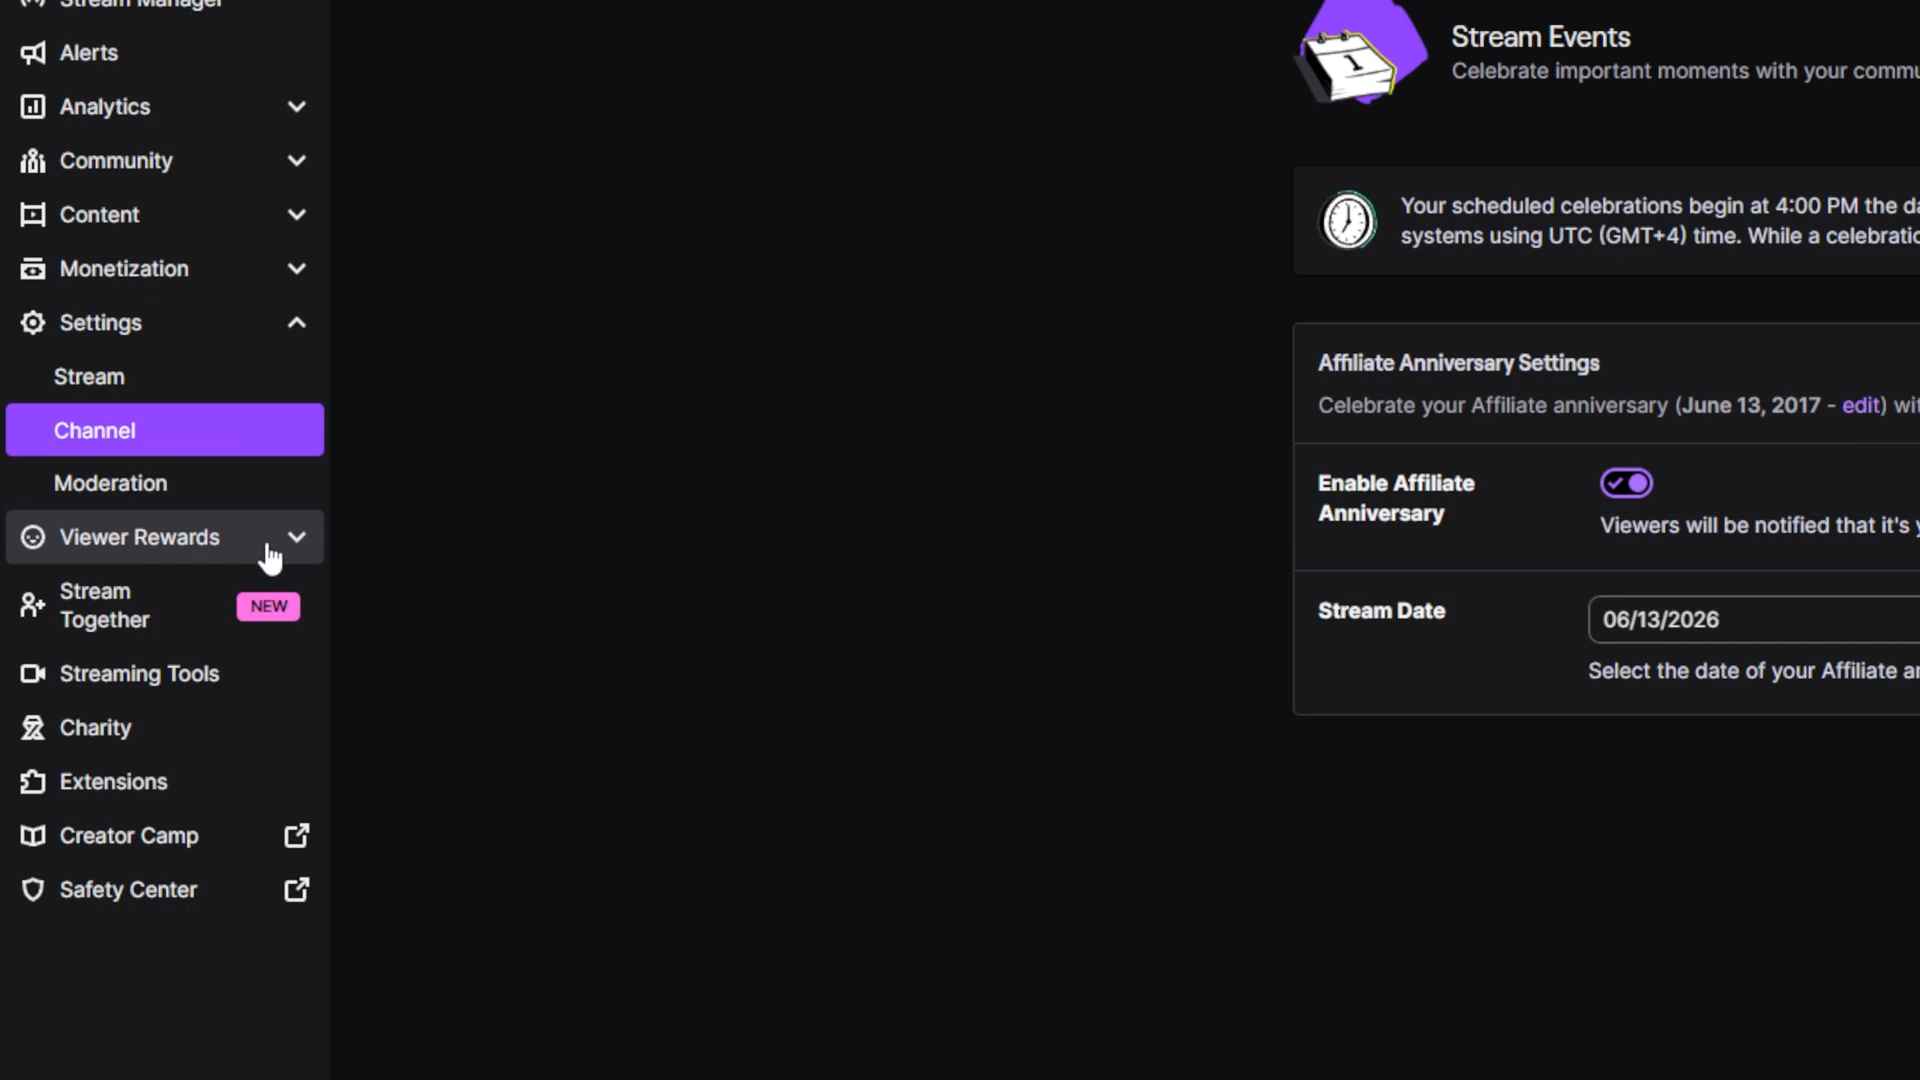 Stream Manager
Alerts
Analytics
Community
Content
Monetization
Settings
Stream
Channel
Moderation
Viewer Rewards
Stream
Together
NEW
Streaming Tools
Charity
Extensions
Creator Camp
Safety Center
Stream Events
Celebrate important moments with your
Your scheduled celebrations begin at 4:00 PM the
systems using UTC (GMT+4) time. While a
Affiliate Anniversary Settings
Celebrate your Affiliate anniversary (June 13, 2017 - edit)
Enable Affiliate
Anniversary
Viewers will be notified that it's
Stream Date
06/13/2026
Select the date of your Affiliate
1